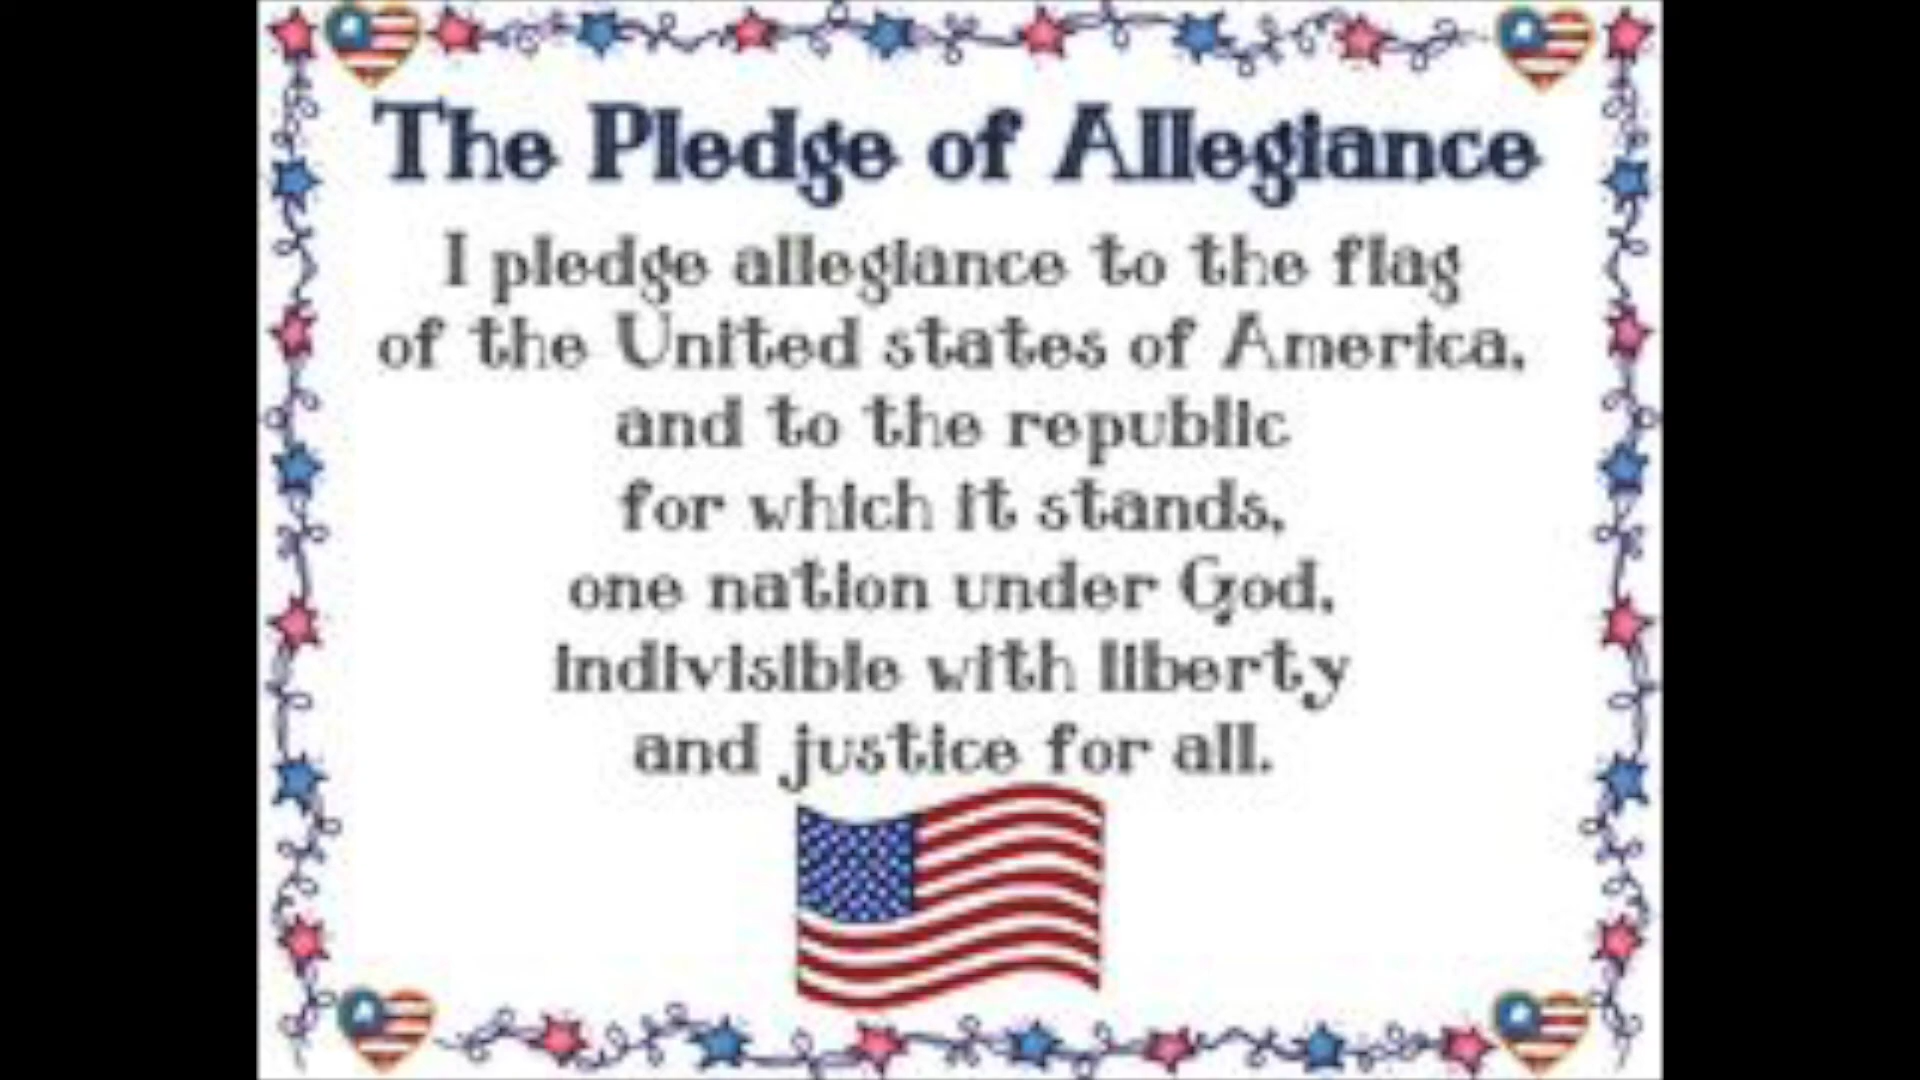 The Pledge of Allegiance
I pledge allegiance to the flag
of the United states of America,
and to the republic
for which it stands,
one nation under God,
indivisible with liberty
and justice for all.